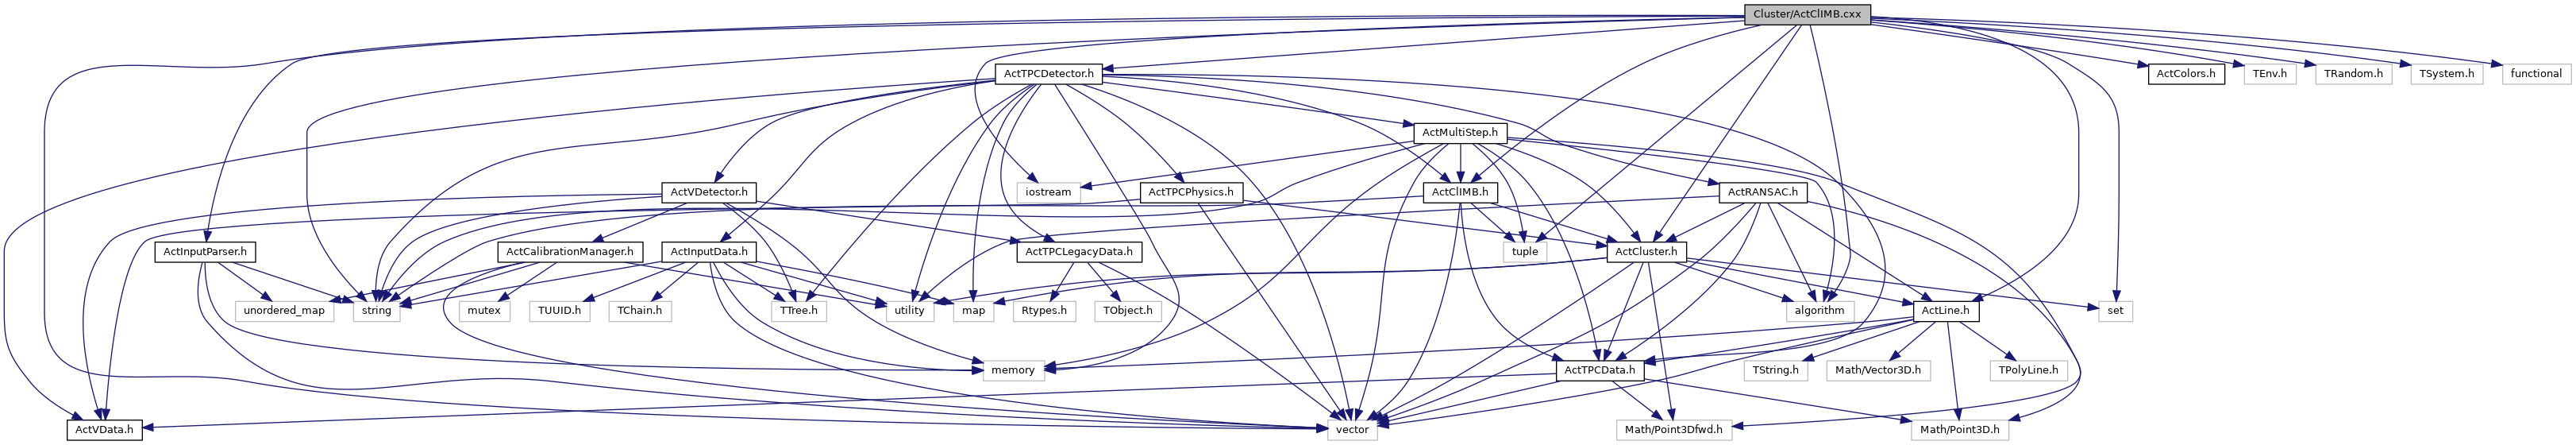 Cluster/ActClIMB.cxx
ActTPCDetector.h
ActColors.h
TEnv.h
TRandom.h
TSystem.h
functional
ActMultiStep.h
ActVDetector.h
iostream
ActTPCPhysics.h
ActClIMB.h
ActRANSAC.h
ActInputParser.h
ActCalibrationManager.h
ActInputData.h
ActTPCLegacyData.h
tuple
ActCluster.h
unordered_map
string
mutex
TUUID.h
TChain.h
TTree.h
utility
map
Rtypes.h
TObject.h
algorithm
ActLine.h
set
memory
ActTPCData.h
TString.h
Math/Vector3D.h
TPolyLine.h
ActVData.h
vector
Math/Point3Dfwd.h
Math/Point3D.h